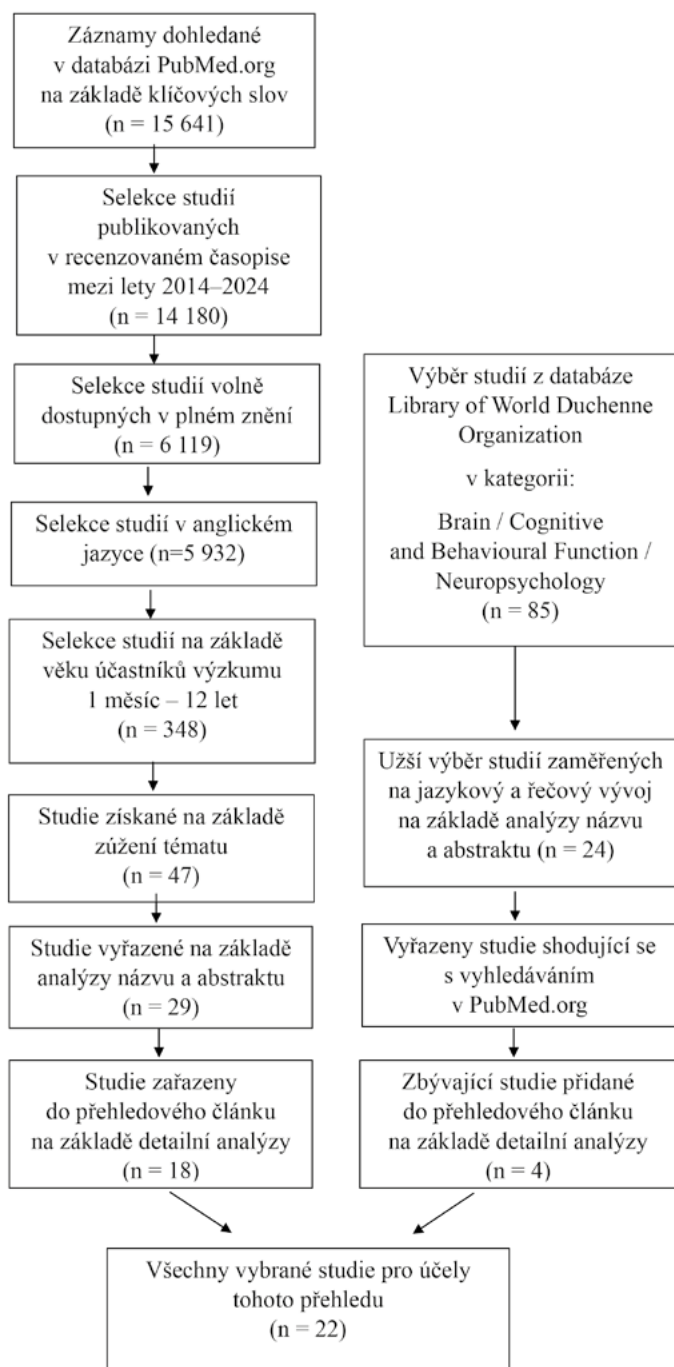 Záznamy dohledané
v databázi PubMed.org
na základě klíčových slov
(n = 15 641)
Selekce studií
publikovaných
v recenzovaném časopise
mezi lety 2014–2024
(n = 14 180)
Selekce studií volně
dostupných v plném znění
(n = 6 119)
Selekce studií v anglickém
jazyce (n=5 932)
Selekce studií na základě
věku účastníků výzkumu
1 měsíc – 12 let
(n = 348)
Studie získané na základě
zúžení tématu
(n = 47)
Studie vyřazené na základě
analýzy názvu a abstraktu
(n = 29)
Studie zařazeny
do přehledového článku
na základě detailní analýzy
(n = 18)
Výběr studií z databáze
Library of World Duchenne
Organization
v kategorii:
Brain / Cognitive
and Behavioural Function /
Neuropsychology
(n = 85)
Užší výběr studií zaměřených
na jazykový a řečový vývoj
na základě analýzy názvu
a abstraktu (n = 24)
Vyřazeny studie shodující se
s vyhledáváním
v PubMed.org
Zbývající studie přidané
do přehledového článku
na základě detailní analýzy
(n = 4)
Všechny vybrané studie pro účely
tohoto přehledu
(n = 22)